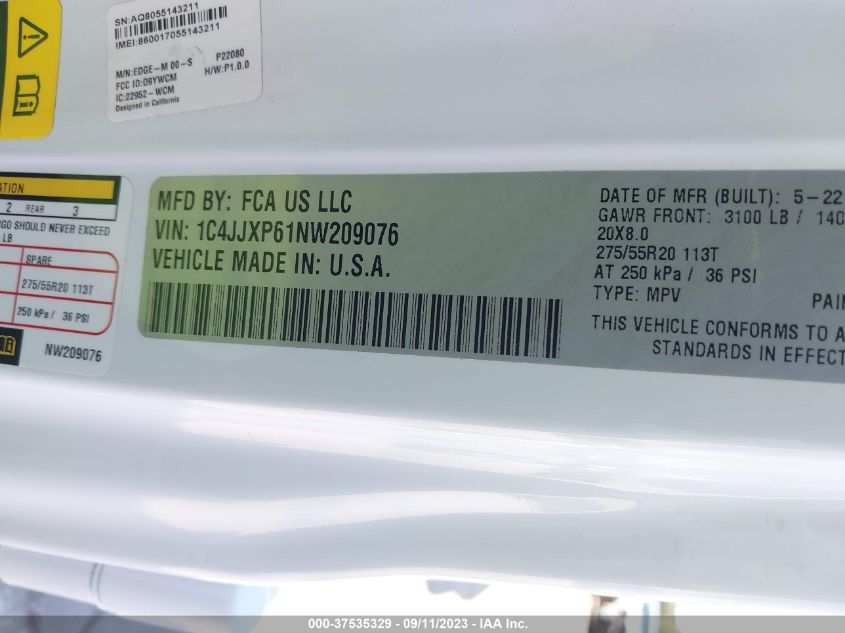 SN:AQ8055143211
IMEI:860017055143211
M/N:EDGE-M 00-S P22080
FCC ID:O9YWCM H/W:P1.0.0
IC:22952-WCM
Designed in California
ATION
2 REAR 3
RGO SHOULD NEVER EXCEED
LB
SPARE
275/55R20 113T
250 kPa / 36 PSI
NW209076
MFD BY: FCA US LLC
VIN: 1C4JJXP61NW209076
VEHICLE MADE IN: U.S.A.
DATE OF MFR (BUILT): 5-22
GAWR FRONT: 3100 LB / 140
20X8.0
275/55R20 113T
AT 250 kPa / 36 PSI
TYPE: MPV
PAIN
THIS VEHICLE CONFORMS TO A
STANDARDS IN EFFECT
000-37535329 - 09/11/2023 - IAA Inc.